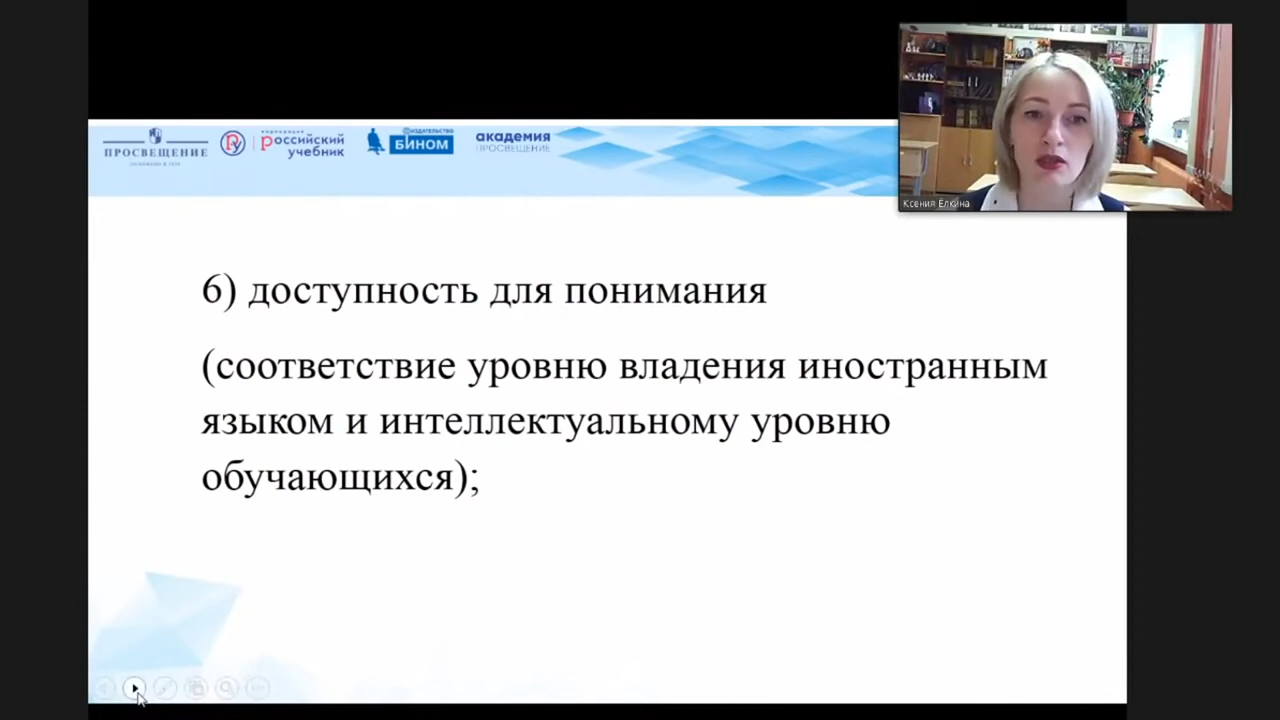 ПРОСВЕЩЕНИЕ
российский
учебник
ИЗДАТЕЛЬСТВО
БИНОМ
академия
ПРОСВЕЩЕНИЕ
Ксения Ёлкина
6) доступность для понимания
(соответствие уровню владения иностранным
языком и интеллектуальному уровню
обучающихся);